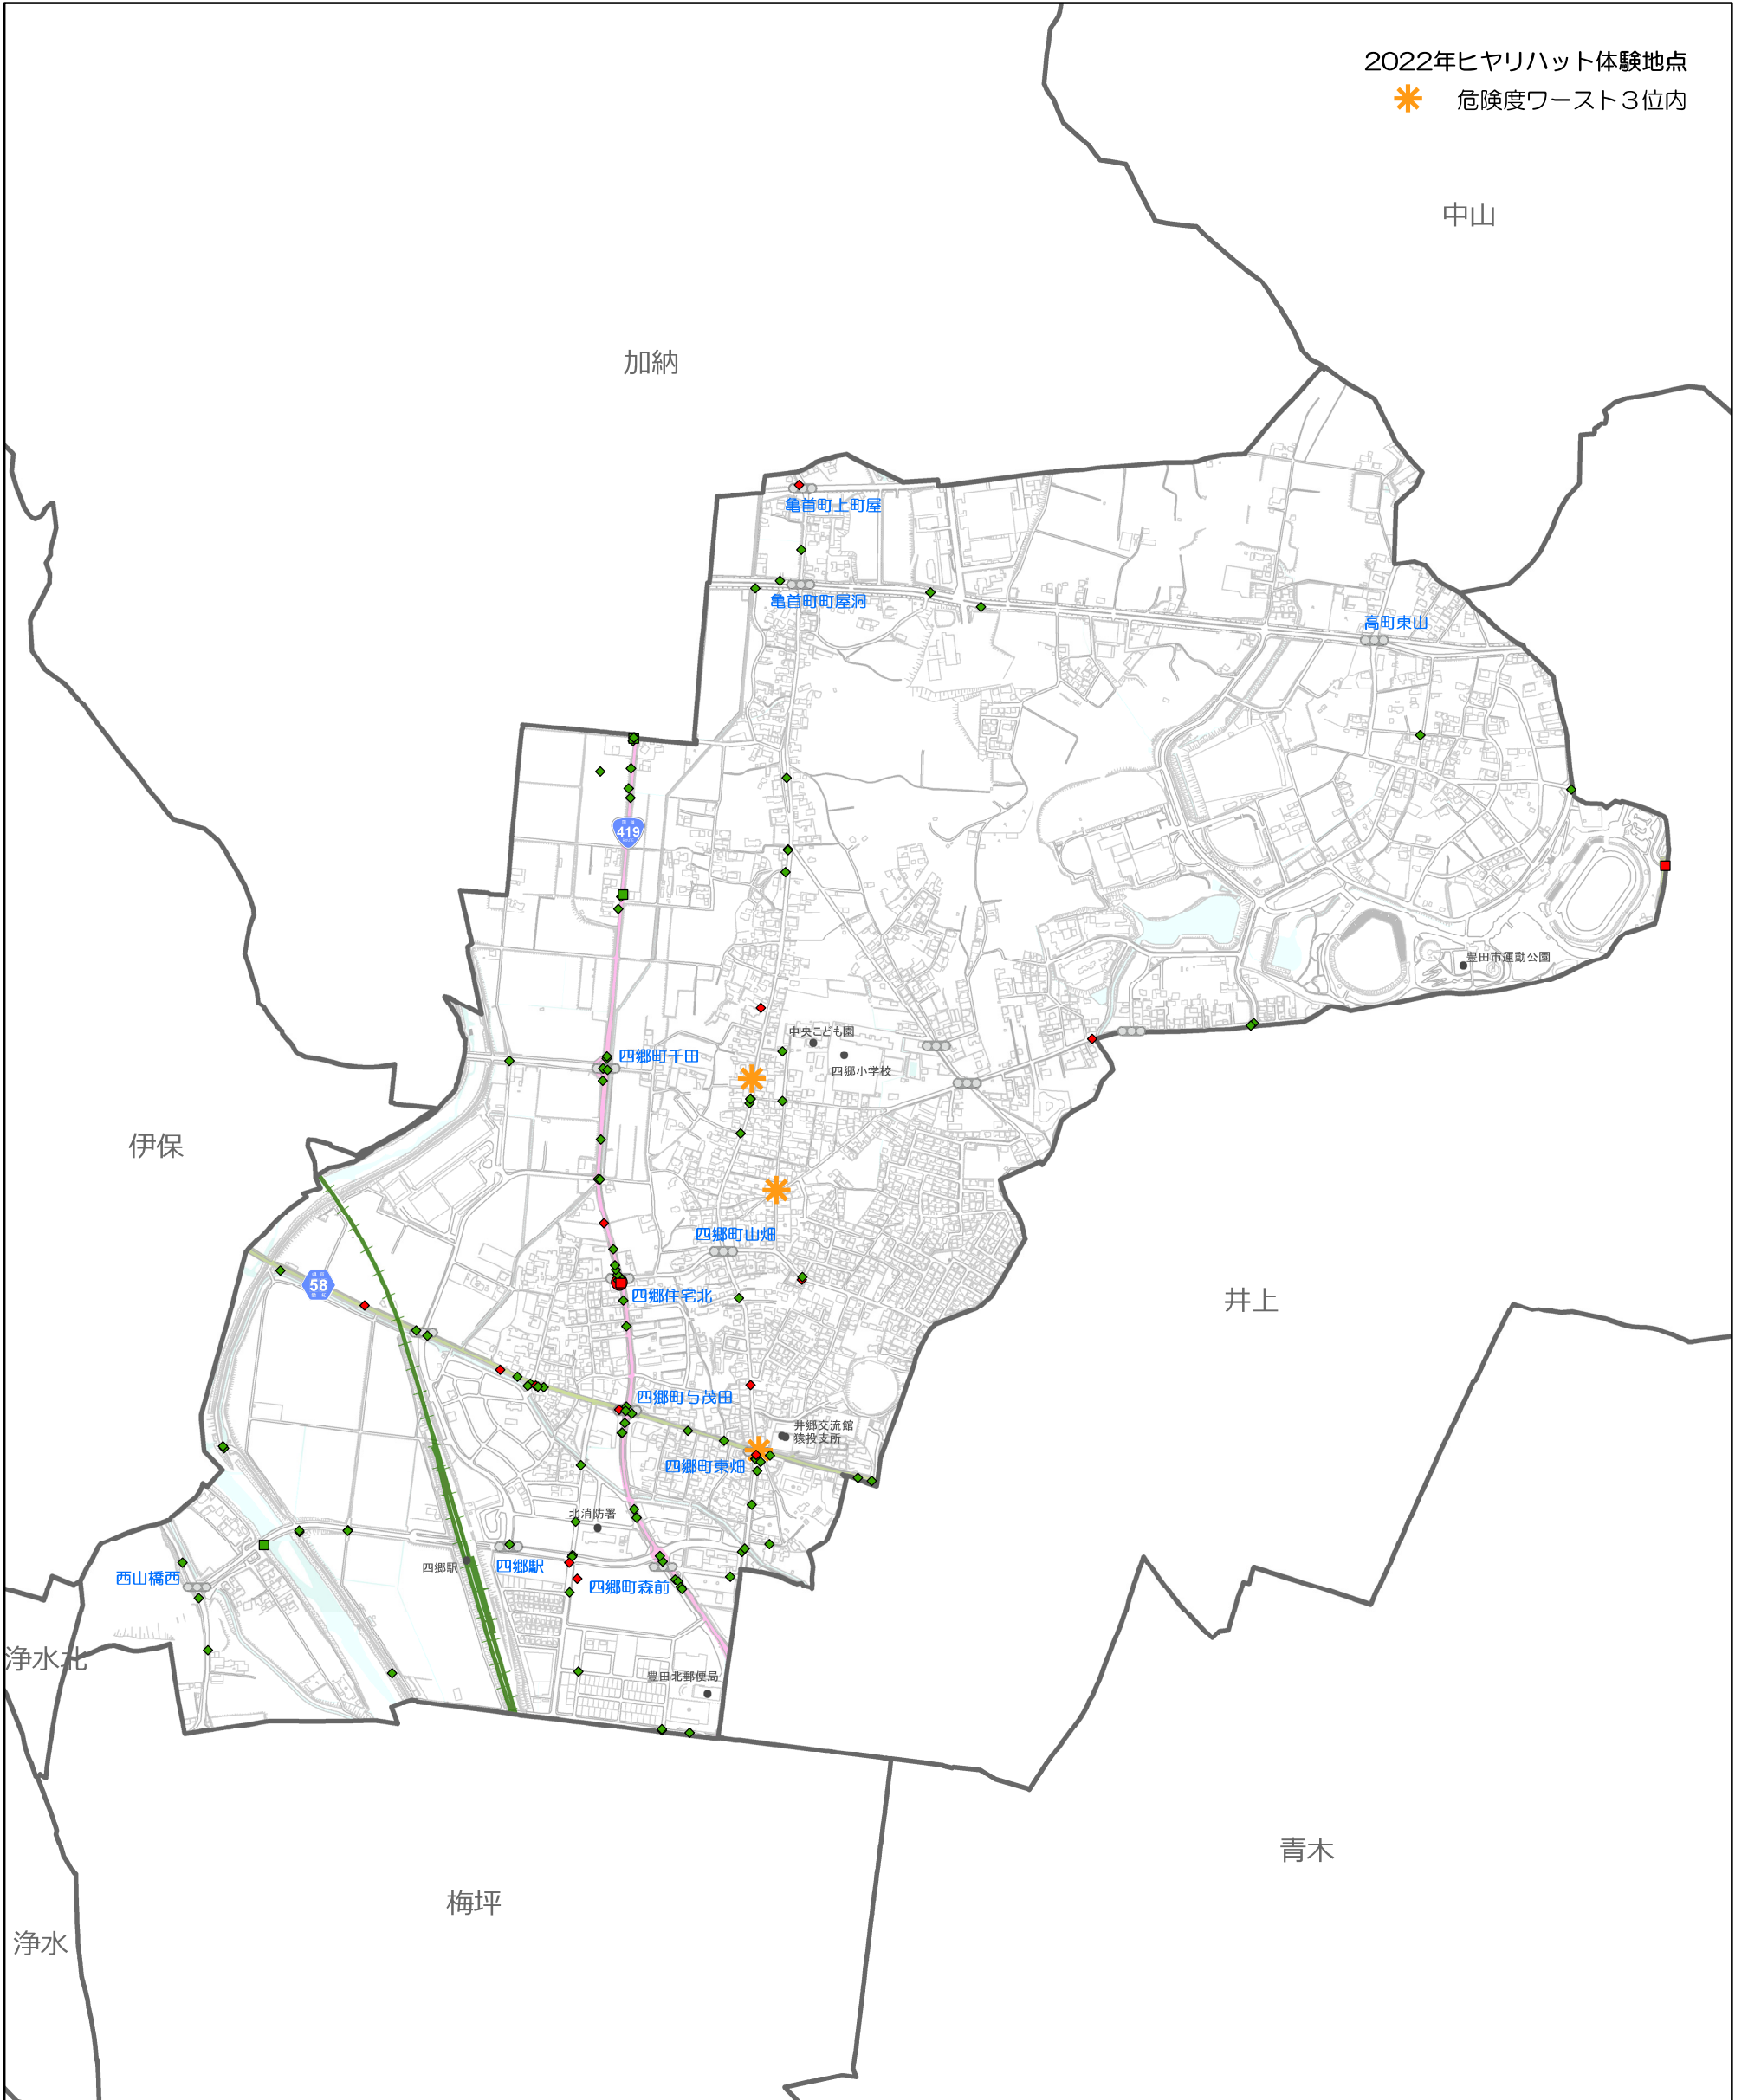 2022年ヒヤリハット体験地点
危険度ワースト3位内
中山
加納
亀首町上町屋
亀首町町屋洞
高町東山
419
豊田市運動公園
中央こども園
四郷町千田
四郷小学校
伊保
四郷町山畑
58
四郷住宅北
井上
四郷町与茂田
井郷交流館
猿投支所
四郷町東畑
北消防署
四郷駅
四郷駅
西山橋西
四郷町森前
浄水北
豊田北郵便局
青木
梅坪
浄水